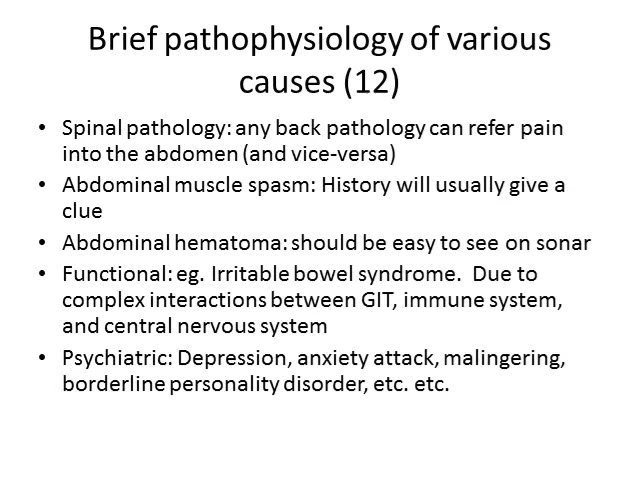 Brief pathophysiology of various
causes (12)
• Spinal pathology: any back pathology can refer pain
into the abdomen (and vice-versa)
• Abdominal muscle spasm: History will usually give a
clue
• Abdominal hematoma: should be easy to see on sonar
• Functional: eg. Irritable bowel syndrome.  Due to
complex interactions between GIT, immune system,
and central nervous system
• Psychiatric: Depression, anxiety attack, malingering,
borderline personality disorder, etc. etc.